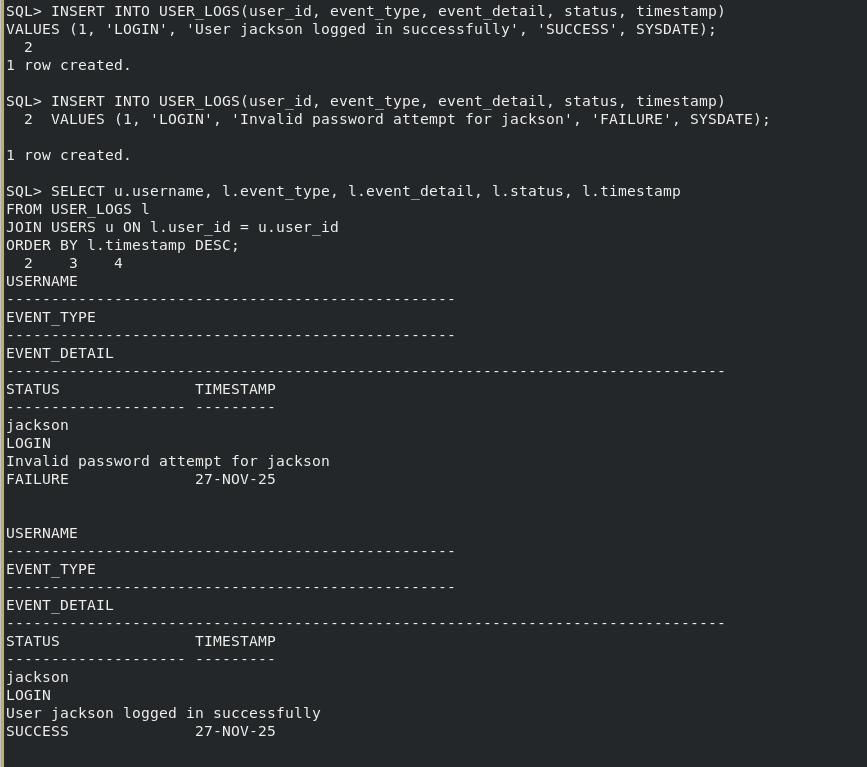 SQL> INSERT INTO USER_LOGS(user_id, event_type, event_detail, status, timestamp)
VALUES (1, 'LOGIN', 'User jackson logged in successfully', 'SUCCESS', SYSDATE);
  2
1 row created.

SQL> INSERT INTO USER_LOGS(user_id, event_type, event_detail, status, timestamp)
  2  VALUES (1, 'LOGIN', 'Invalid password attempt for jackson', 'FAILURE', SYSDATE);

1 row created.

SQL> SELECT u.username, l.event_type, l.event_detail, l.status, l.timestamp
FROM USER_LOGS l
JOIN USERS u ON l.user_id = u.user_id
ORDER BY l.timestamp DESC;
  2    3    4
USERNAME
--------------------------------------------------
EVENT_TYPE
--------------------------------------------------
EVENT_DETAIL
--------------------------------------------------------------------------------
STATUS               TIMESTAMP
-------------------- ---------
jackson
LOGIN
Invalid password attempt for jackson
FAILURE              27-NOV-25


USERNAME
--------------------------------------------------
EVENT_TYPE
--------------------------------------------------
EVENT_DETAIL
--------------------------------------------------------------------------------
STATUS               TIMESTAMP
-------------------- ---------
jackson
LOGIN
User jackson logged in successfully
SUCCESS              27-NOV-25